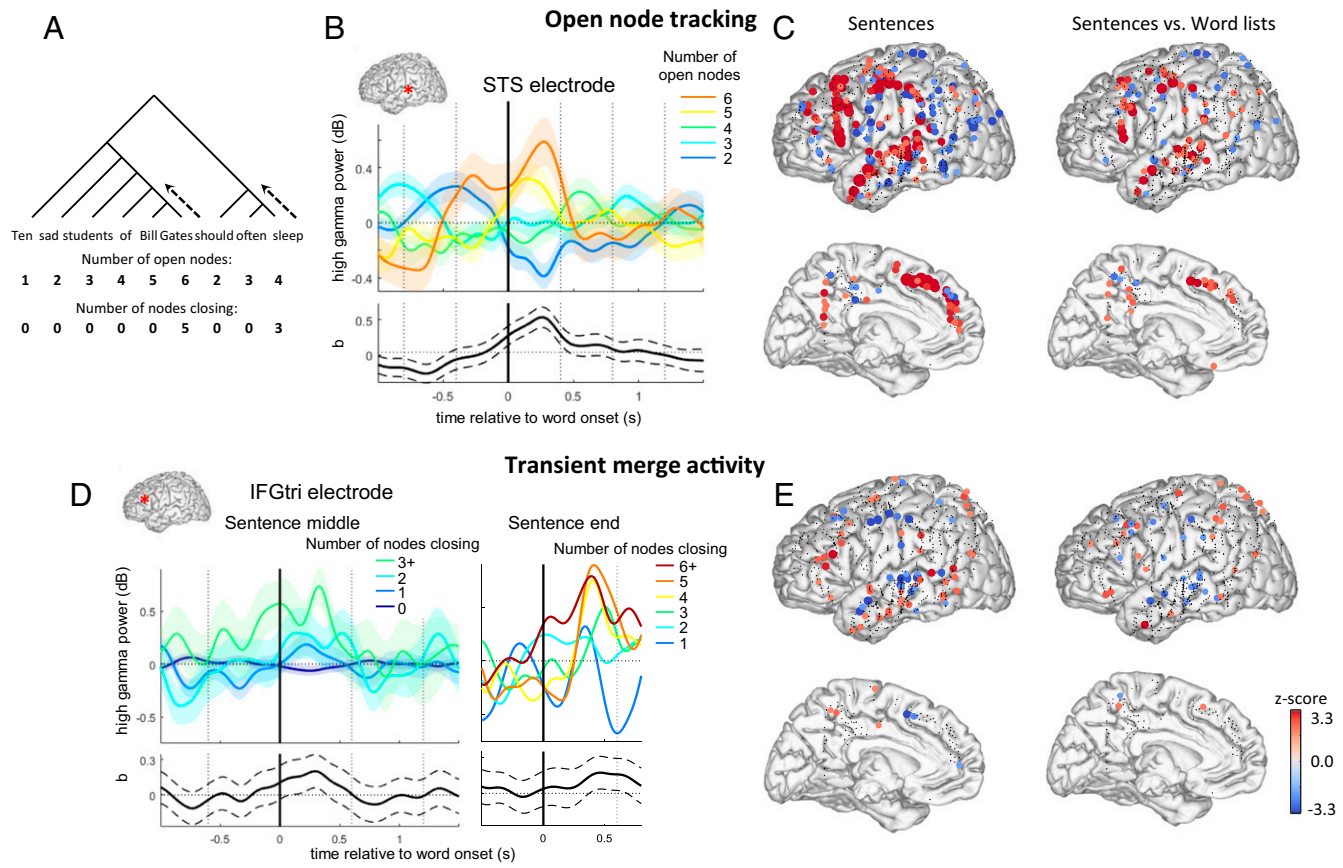 Open node tracking
A
B
Number of
open nodes
6
5
4
3
2
STS electrode
high gamma power (dB)
0.4
0
-0.4
b
0.5
0
-0.5 0 0.5 1
time relative to word onset (s)
C
Sentences
Sentences vs. Word lists
Ten sad students of Bill Gates should often sleep
Number of open nodes:
1 2 3 4 5 6 2 3 4
Number of nodes closing:
0 0 0 0 0 5 0 0 3
Transient merge activity
D
IFGtri electrode
Sentence middle
Number of nodes closing
3+
2
1
0
high gamma power (dB)
0.5
0
-0.5
b
0.3
0
-0.5 0 0.5 1
time relative to word onset (s)
Sentence end
Number of nodes closing
6+
5
4
3
2
1
0 0.5
E
z-score
3.3
0.0
-3.3